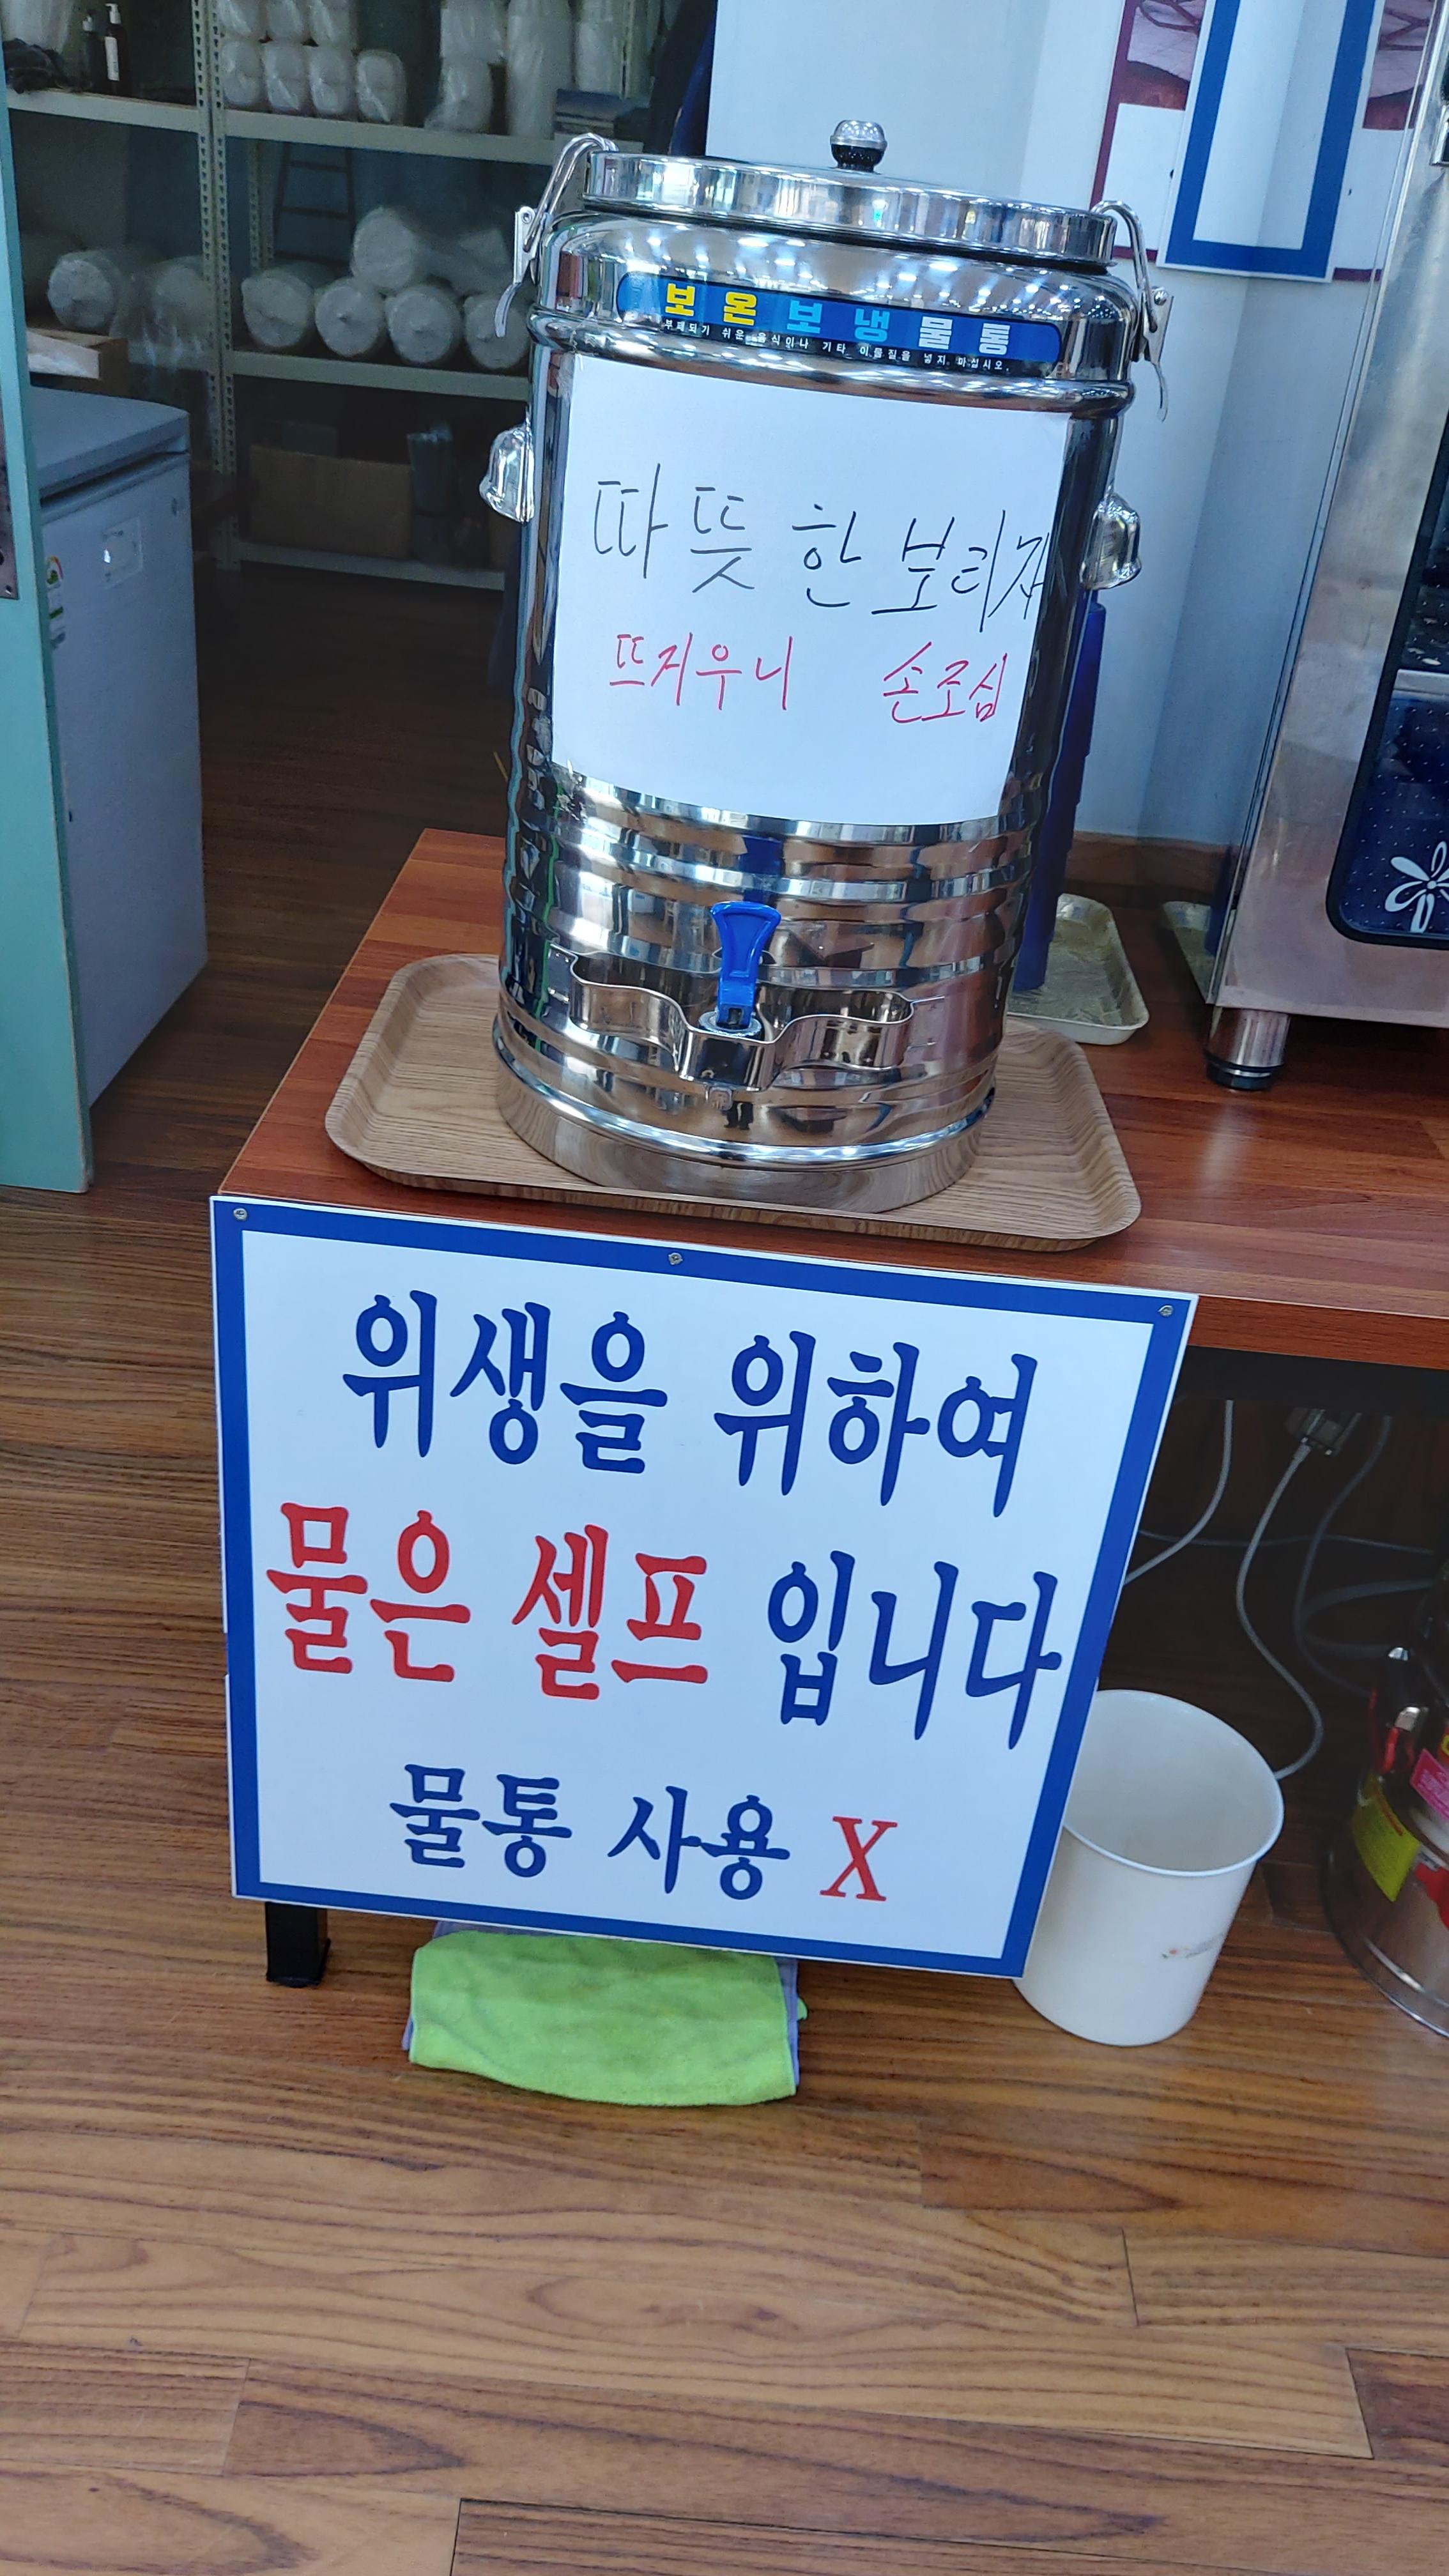 보온보냉물통
부패되기 쉬운 음식이나 기타 이물질을 넣지 마십시오.
따뜻한 보리차
뜨거우니 손조심
위생을 위하여
물은 셀프 입니다
물통 사용 X